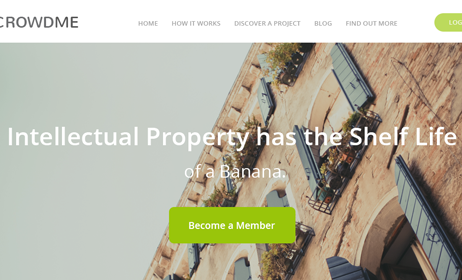 CROWDME
HOME HOW IT WORKS DISCOVER A PROJECT BLOG FIND OUT MORE LOG
Intellectual Property has the Shelf Life
of a Banana.
Become a Member